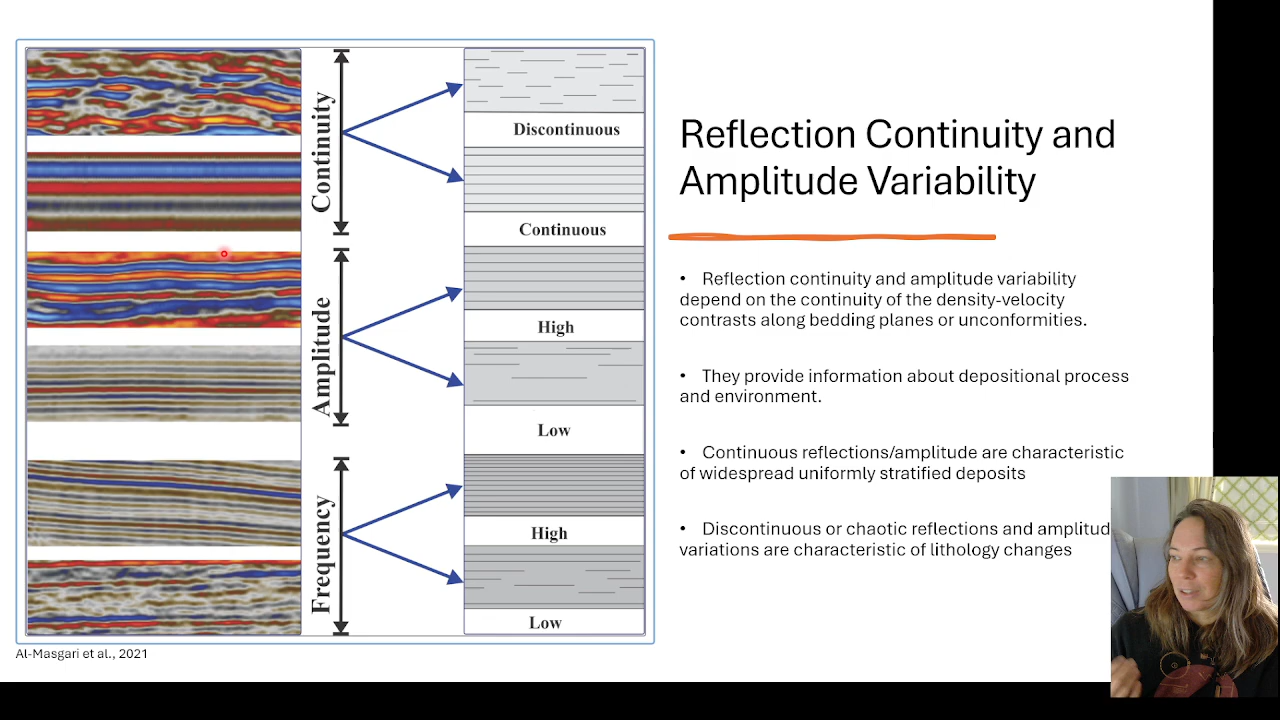 Continuity
Discontinuous
Continuous
Amplitude
High
Low
Frequency
High
Low
Al-Masgari et al., 2021
Reflection Continuity and
Amplitude Variability
• Reflection continuity and amplitude variability
depend on the continuity of the density-velocity
contrasts along bedding planes or unconformities.
• They provide information about depositional process
and environment.
• Continuous reflections/amplitude are characteristic
of widespread uniformly stratified deposits
• Discontinuous or chaotic reflections and amplitud
variations are characteristic of lithology changes